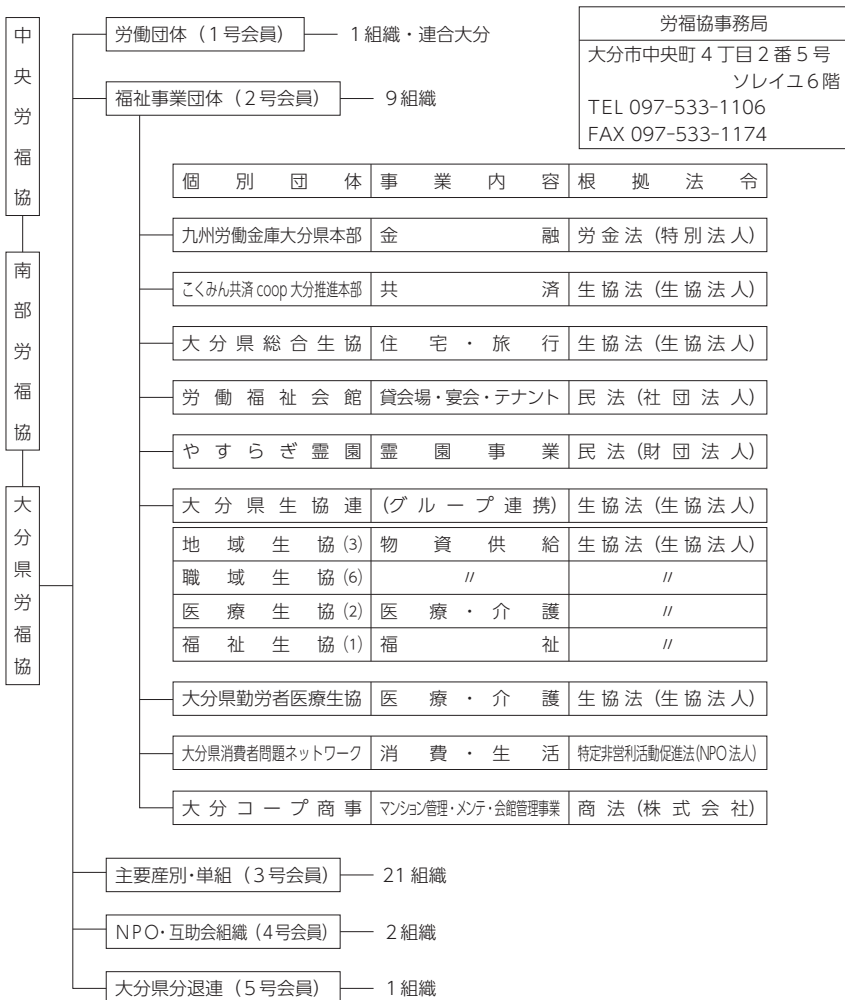 中央労福協
南部労福協
大分県労福協
労働団体（1号会員） 1組織・連合大分
労福協事務局
大分市中央町4丁目2番5号
ソレイユ6階
TEL 097-533-1106
FAX 097-533-1174
福祉事業団体（2号会員） 9組織
個別団体 事業内容 根拠法令
九州労働金庫大分県本部 金融 労金法（特別法人）
こくみん共済coop大分推進本部 共済 生協法（生協法人）
大分県総合生協 住宅・旅行 生協法（生協法人）
労働福祉会館 貸会場・宴会・テナント 民法（社団法人）
やすらぎ霊園 霊園事業 民法（財団法人）
大分県生協連 （グループ連携） 生協法（生協法人）
地域生協(3) 物資供給 生協法（生協法人）
職域生協(6) 〃 〃
医療生協(2) 医療・介護 〃
福祉生協(1) 福祉 〃
大分県勤労者医療生協 医療・介護 生協法（生協法人）
大分県消費者問題ネットワーク 消費・生活 特定非営利活動促進法(NPO法人)
大分コープ商事 マンション管理・メンテ・会館管理事業 商法（株式会社）
主要産別・単組（3号会員） 21組織
NPO・互助会組織（4号会員） 2組織
大分県分退連（5号会員） 1組織